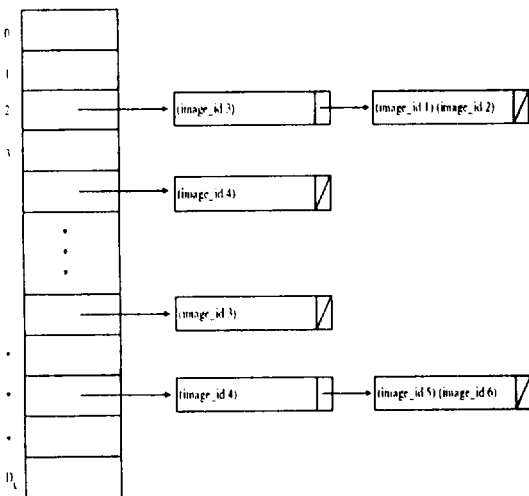 0
1
2
(image_id 3)
(image_id 1) (image_id 2)
3
(image_id 4)
(image_id 3)
(image_id 4)
(image_id 5) (image_id 6)
D